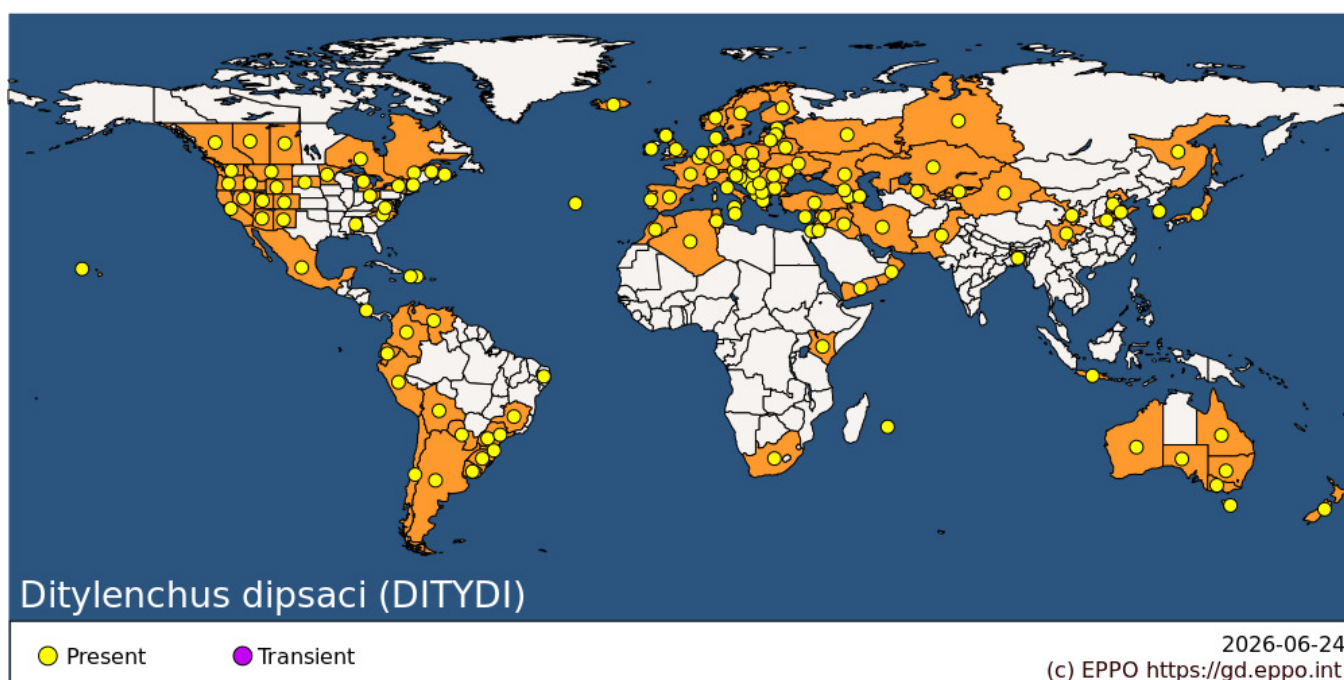 Ditylenchus dipsaci (DITYDI)
Present
Transient
2026-06-24
(c) EPPO https://gd.eppo.int